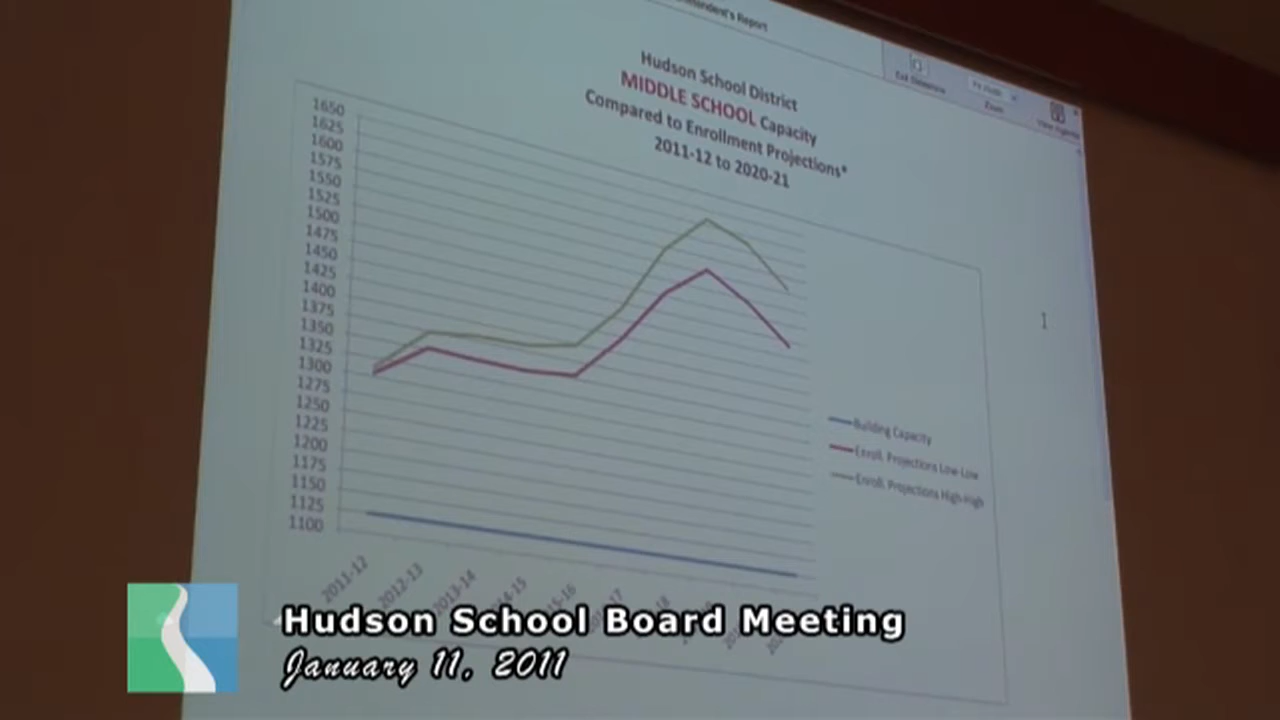 Report
Zoom
Hudson School District
MIDDLE SCHOOL Capacity
Compared to Enrollment Projections*
2011-12 to 2020-21
1650
1625
1600
1575
1550
1525
1500
1475
1450
1425
1400
1375
1350
1325
1300
1275
1250
1225
1200
1175
1150
1125
1100
Building Capacity
Enroll. Projections Low-Low
Enroll. Projections High-High
2011-12
2012-13
2013-14
Hudson School Board Meeting
January 11, 2011